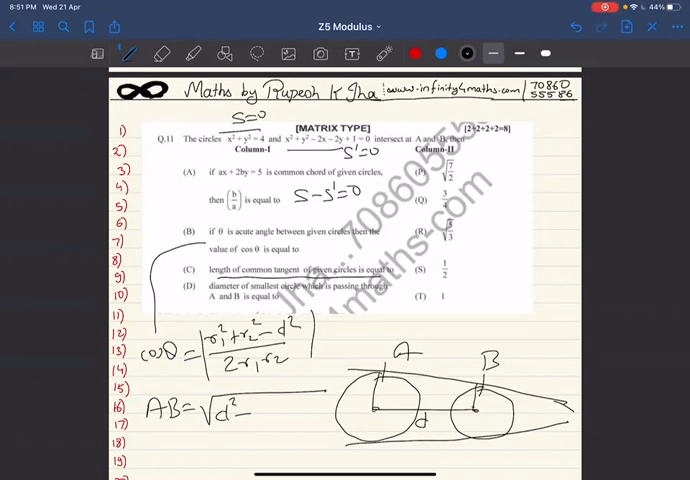 8:51 PM Wed 21 Apr
44%
Z5 Modulus
Maths by Rupesh K Jha
www.infinity4maths.com
70860
55586
S=0
[MATRIX TYPE]
[2+2+2+2=8]
Q.11 The circles x² + y² = 4 and x² + y² – 2x – 2y + 1 = 0 intersect at A and B, then
Column-I
S'=0
Column-II
(A) if ax + 2by = 5 is common chord of given circles,
(P) √(7/2)
then (b/a) is equal to
S-S'=0
(Q) 3/4
(B) if θ is acute angle between given circles then the
value of cos θ is equal to
(R)
(C) length of common tangent of given circles is equal to
(S) 1/2
(D) diameter of smallest circle which is passing through
A and B is equal to
(T) 1
cosθ = |(r₁² + r₂² - d²)/(2r₁r₂)|
AB = √(d² -
A
B
d
1)
2)
3)
4)
5)
6)
7)
8)
9)
10)
11)
12)
13)
14)
15)
16)
17)
18)
19)
Jha : 7086055
4maths.com